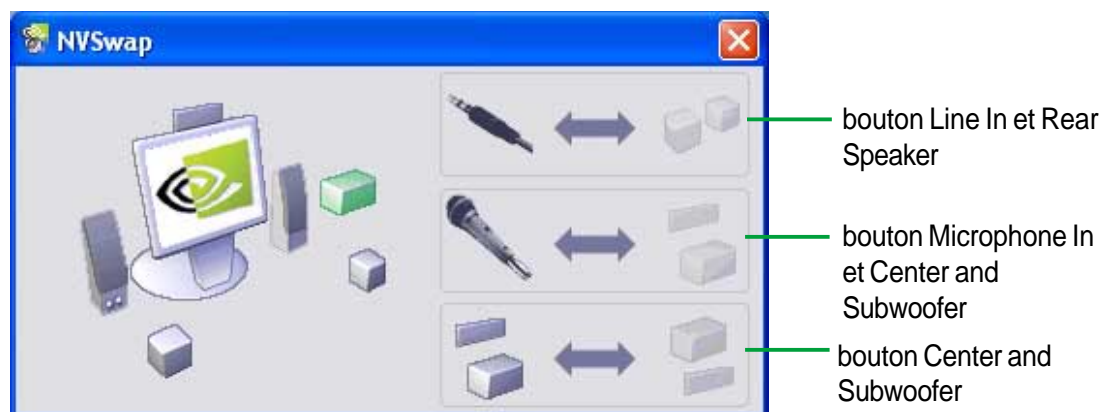 NVSwap
bouton Line In et Rear
Speaker
bouton Microphone In
et Center and
Subwoofer
bouton Center and
Subwoofer